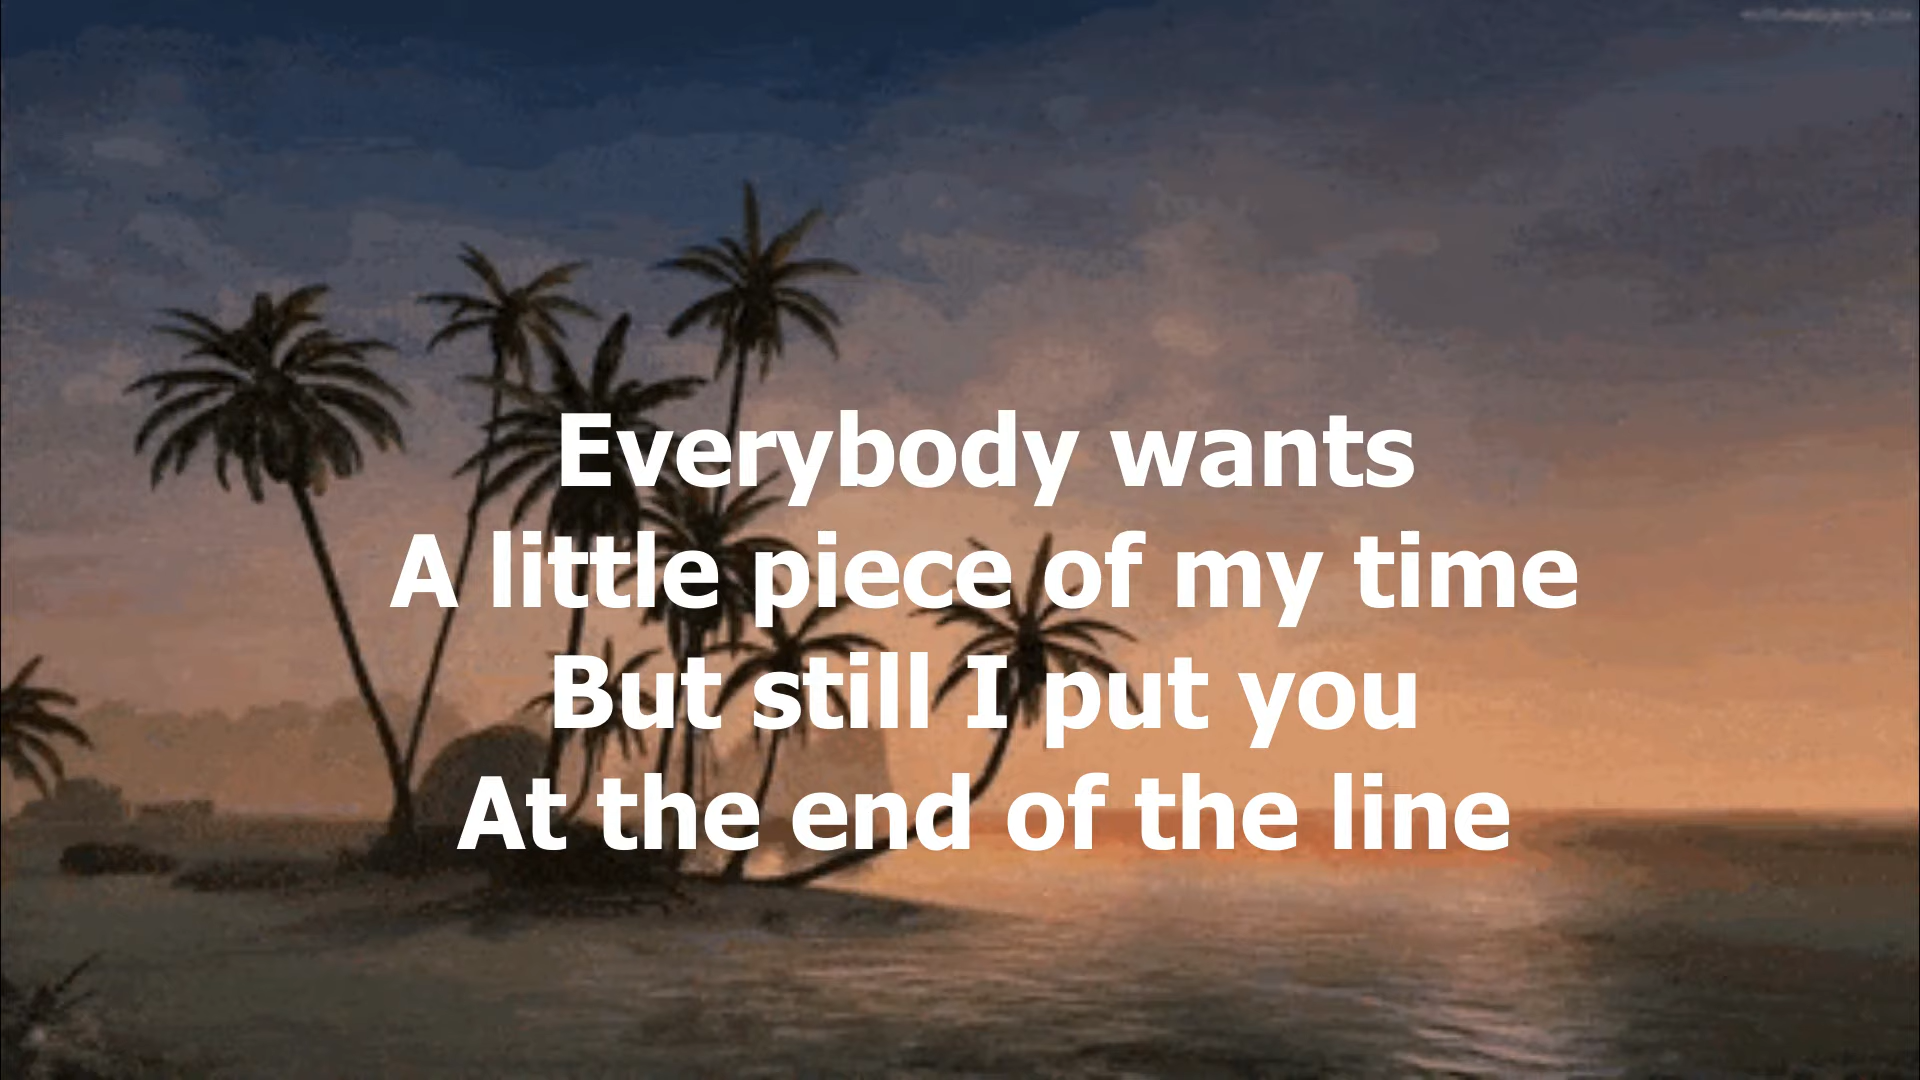 Everybody wants
A little piece of my time
But still I put you
At the end of the line